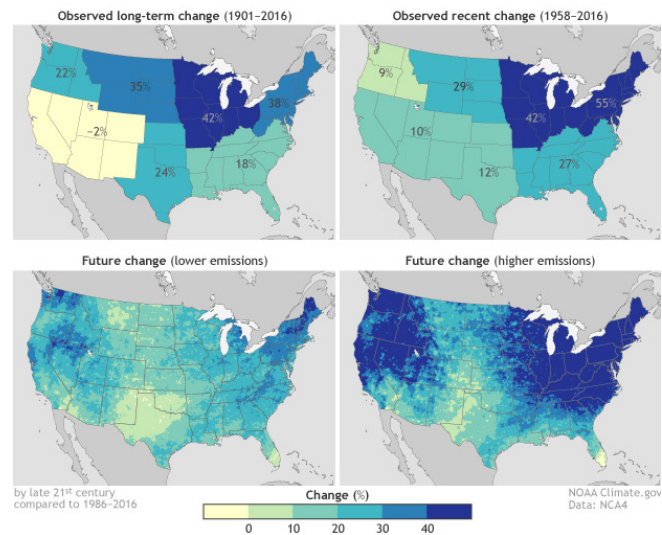 Observed long-term change (1901–2016)
Observed recent change (1958–2016)
22%
35%
38%
42%
−2%
24%
18%
9%
29%
55%
42%
10%
12%
27%
Future change (lower emissions)
Future change (higher emissions)
by late 21st century
compared to 1986–2016
Change (%)
0 10 20 30 40
NOAA Climate.gov
Data: NCA4